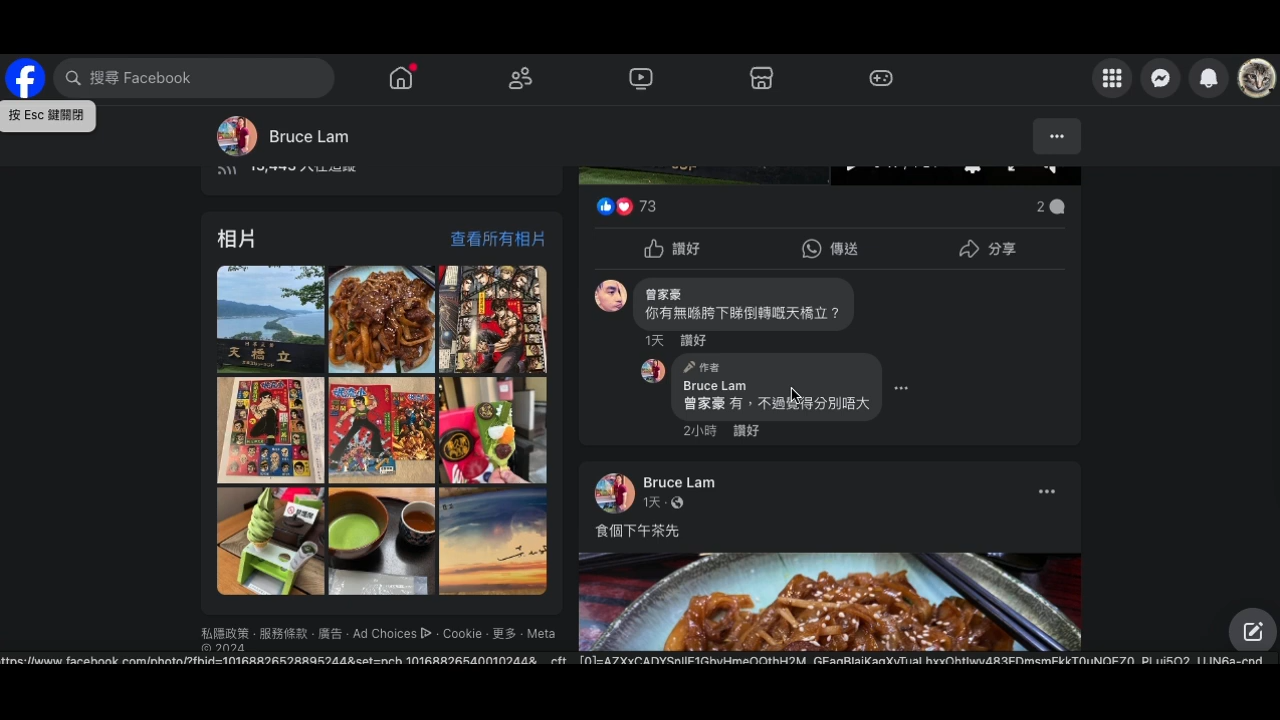 搜尋 Facebook
按 Esc 鍵關閉
Bruce Lam
相片
查看所有相片
天橋立
73
2
讚好
傳送
分享
曾家豪
你有無喺胯下睇倒轉嘅天橋立？
1天 讚好
作者
Bruce Lam
曾家豪 有，不過覺得分別唔大
2小時 讚好
Bruce Lam
1天 ·
食個下午茶先
私隱政策 · 服務條款 · 廣告 · Ad Choices · Cookie · 更多 · Meta
© 2024